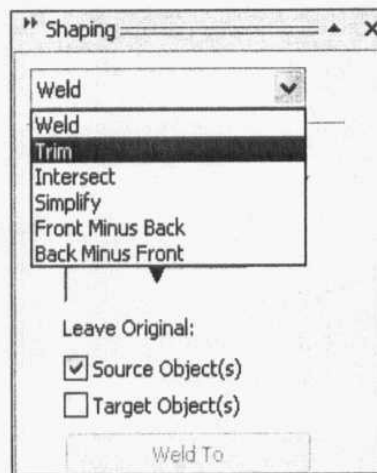 Shaping
Weld
Weld
Trim
Intersect
Simplify
Front Minus Back
Back Minus Front
Leave Original:
Source Object(s)
Target Object(s)
Weld To